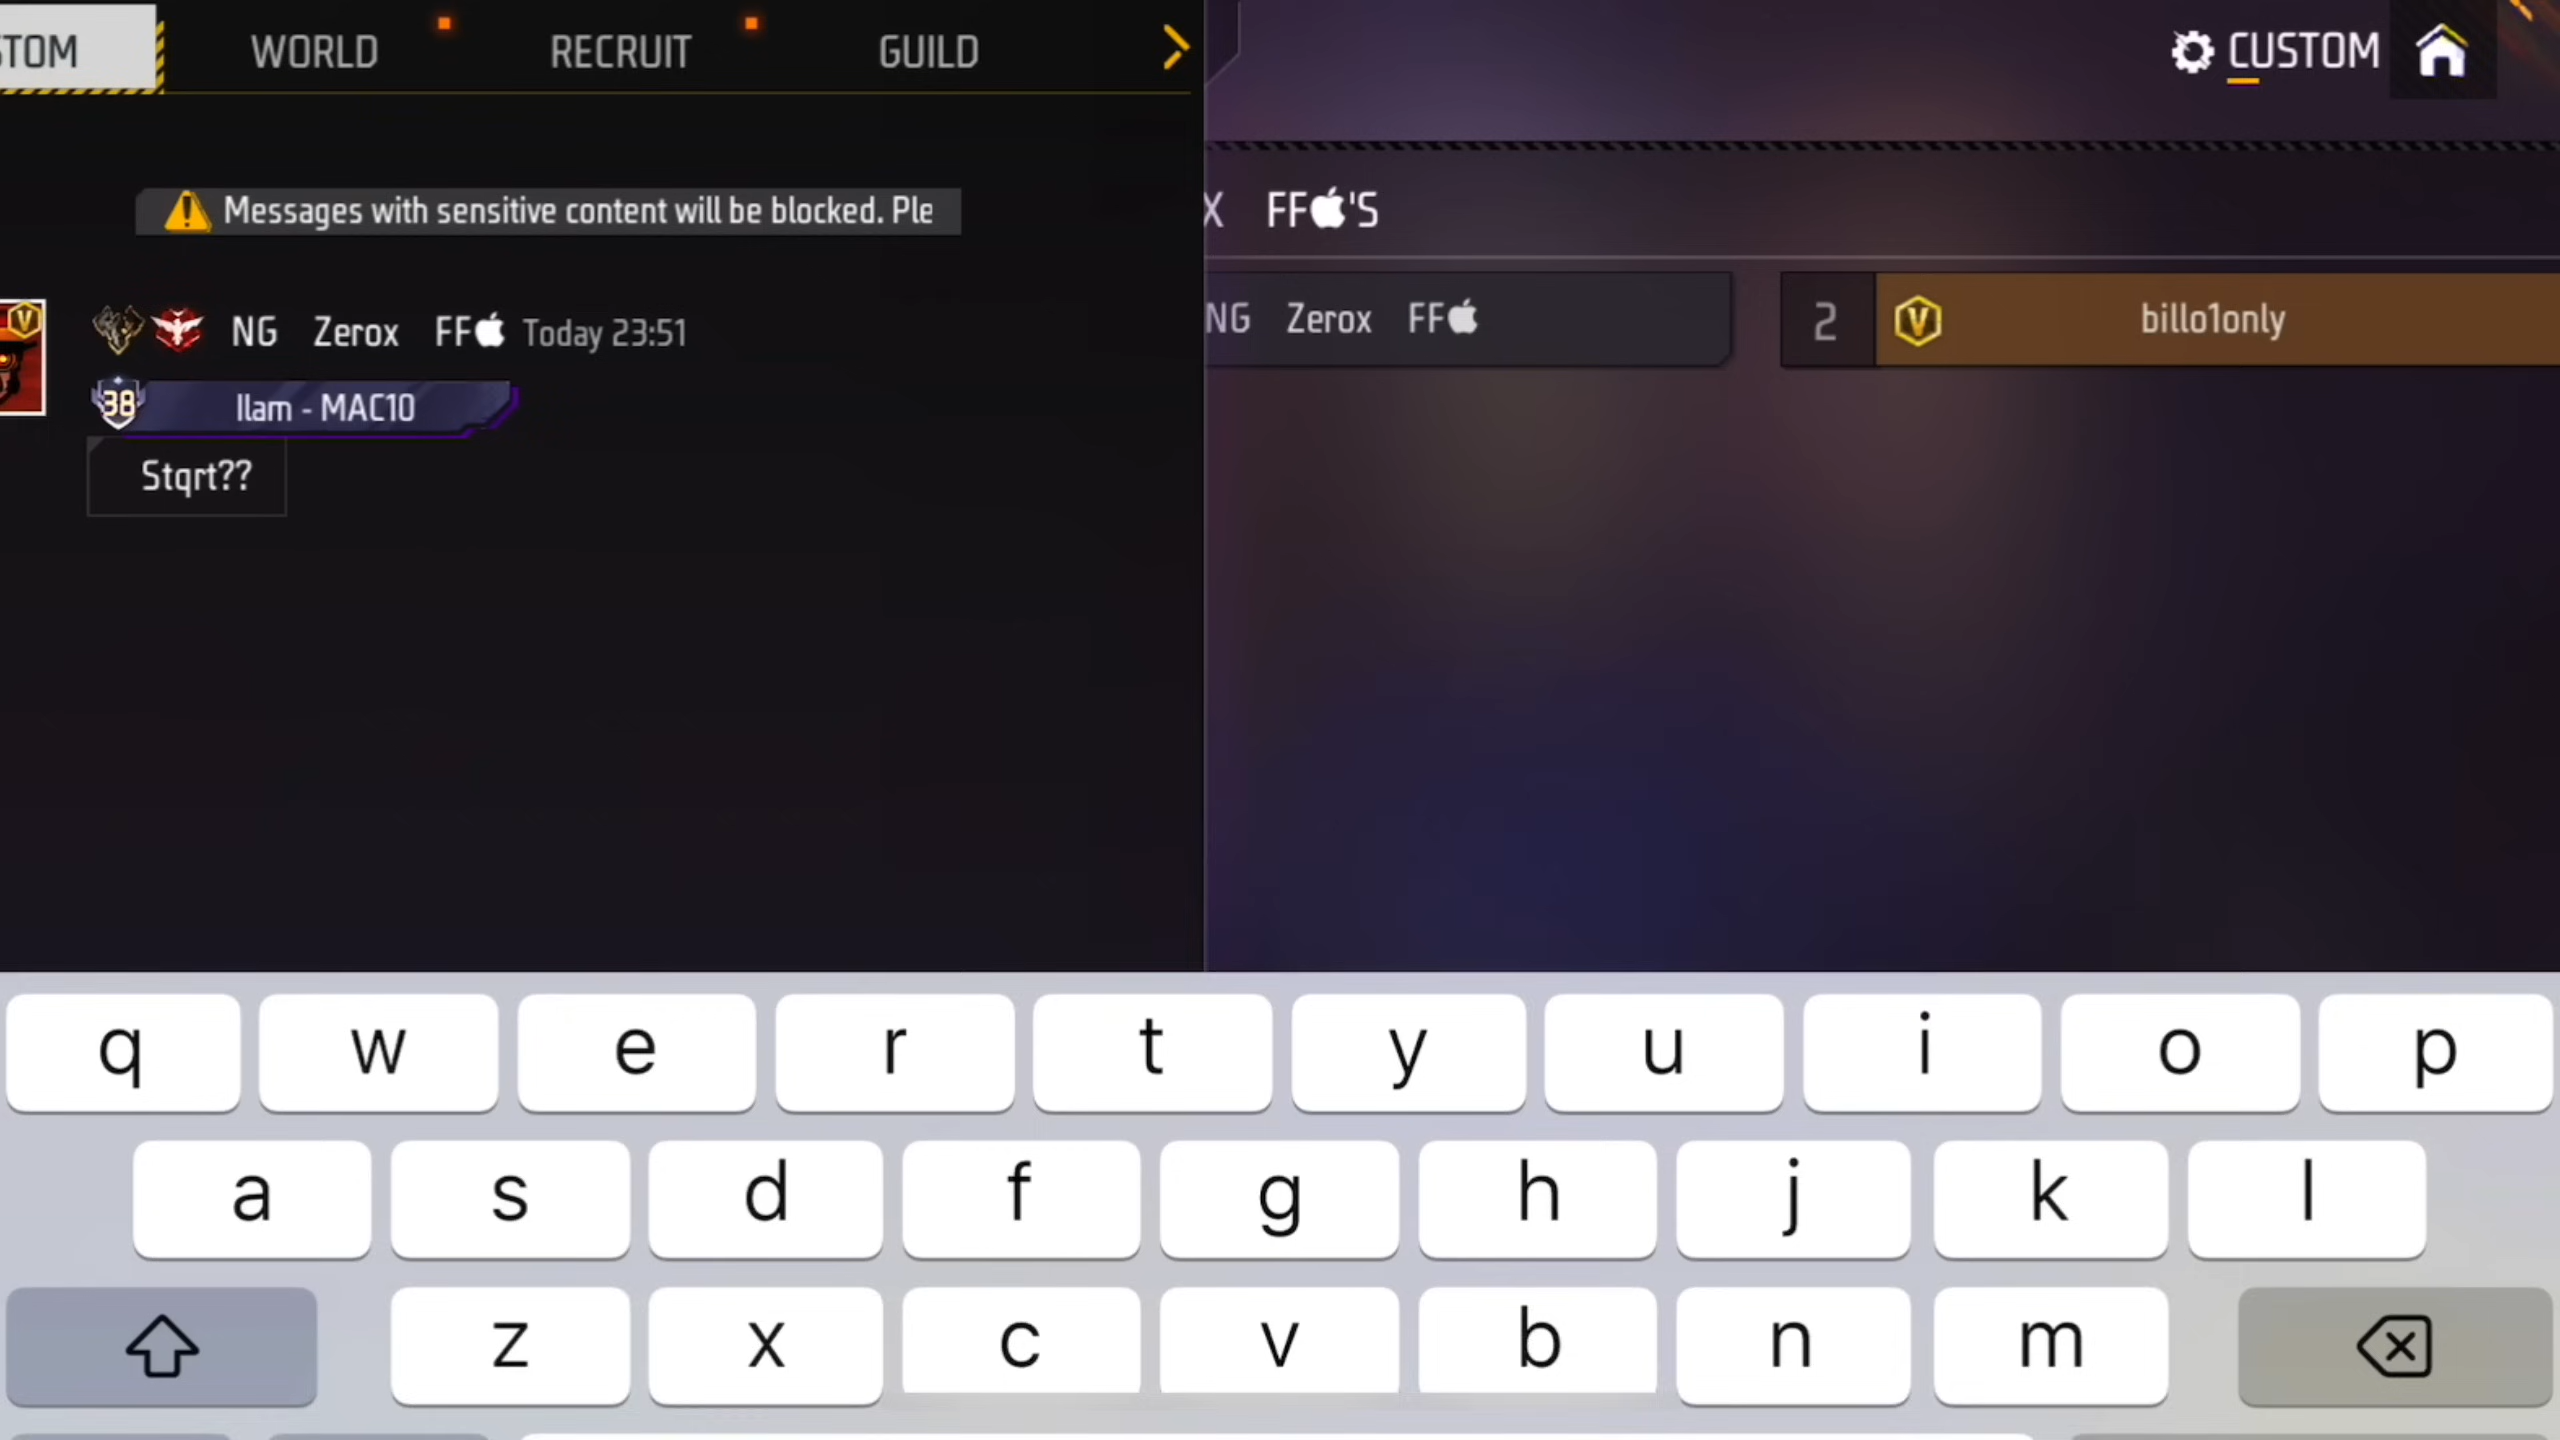 STOM WORLD RECRUIT GUILD
CUSTOM
Messages with sensitive content will be blocked. Ple
X FF'S
NG Zerox FF Today 23:51
38 Ilam - MAC10
Stqrt??
NG Zerox FF
2 V billo1only
q w e r t y u i o p
a s d f g h j k l
z x c v b n m